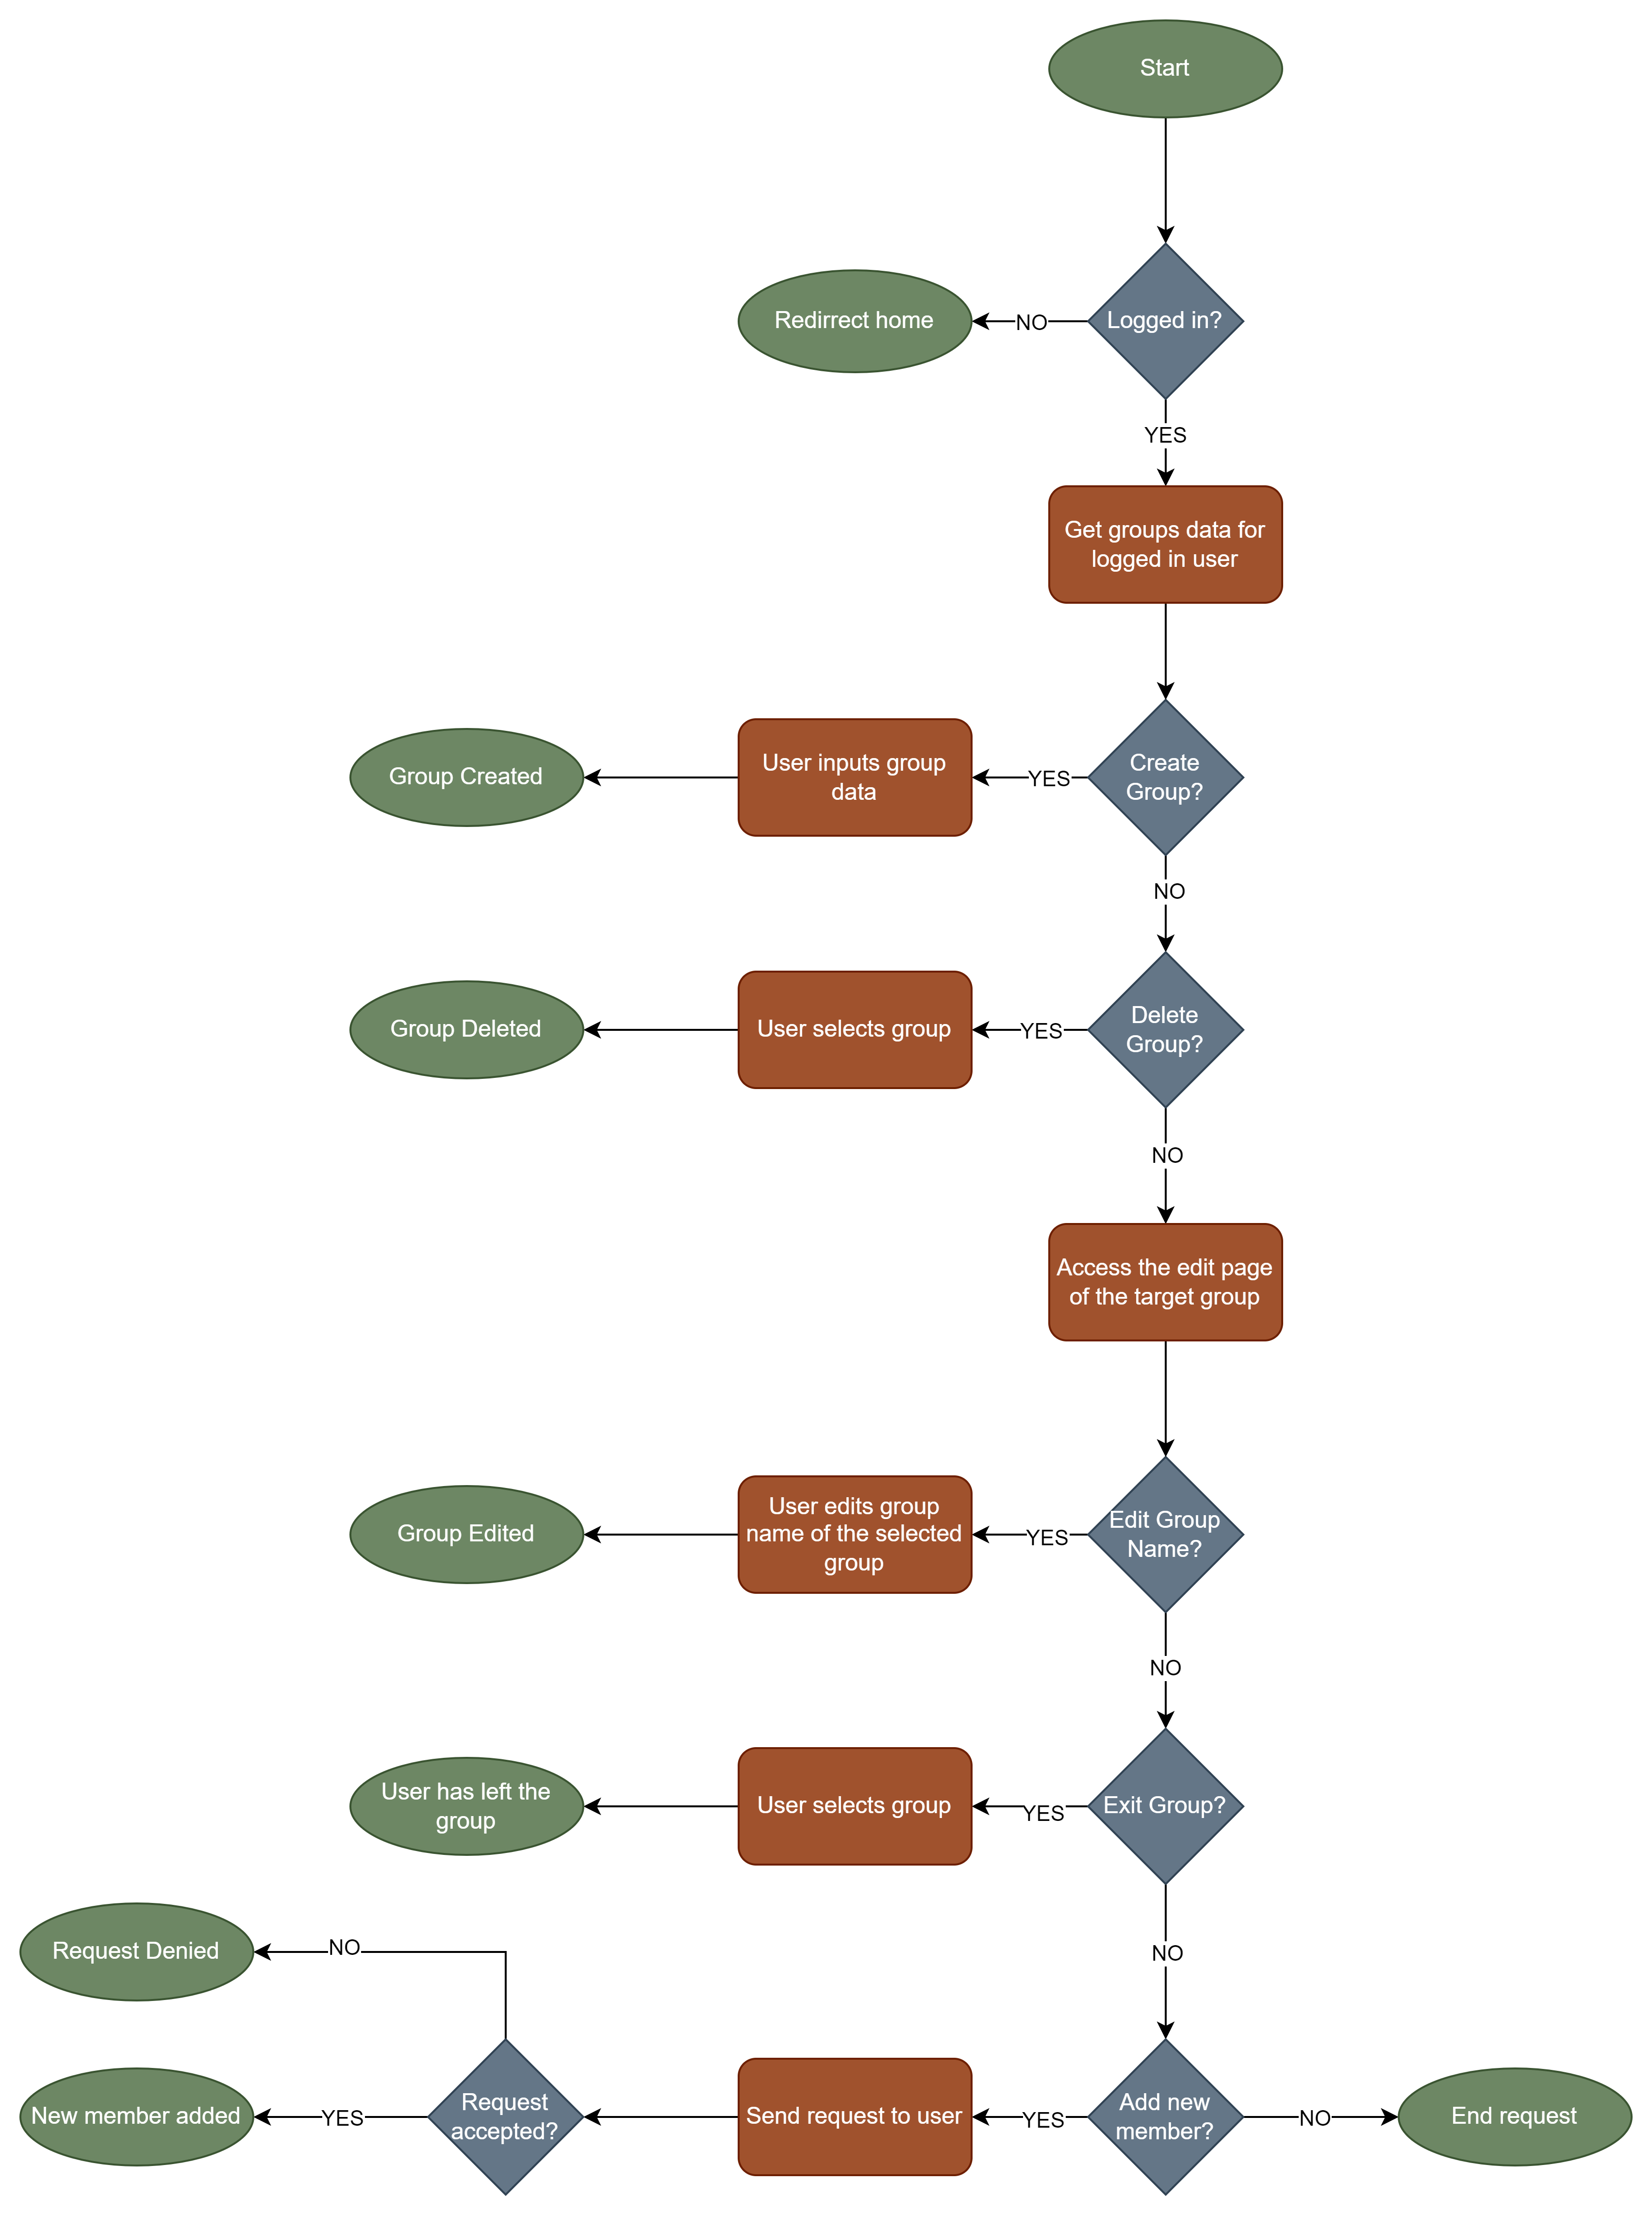 Start
Redirrect home
NO
Logged in?
YES
Get groups data for
logged in user
Group Created
User inputs group
data
YES
Create
Group?
NO
Group Deleted
User selects group
YES
Delete
Group?
NO
Access the edit page
of the target group
Group Edited
User edits group
name of the selected
group
YES
Edit Group
Name?
NO
User has left the
group
User selects group
YES
Exit Group?
NO
Request Denied
NO
New member added
YES
Request
accepted?
Send request to user
YES
Add new
member?
NO
End request